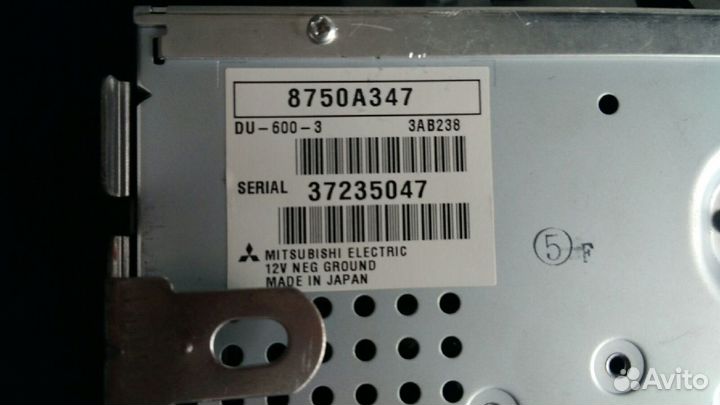 8750A347
DU-600-3 3AB238
SERIAL 37235047
MITSUBISHI ELECTRIC
12V NEG GROUND
MADE IN JAPAN
5 F
Avito